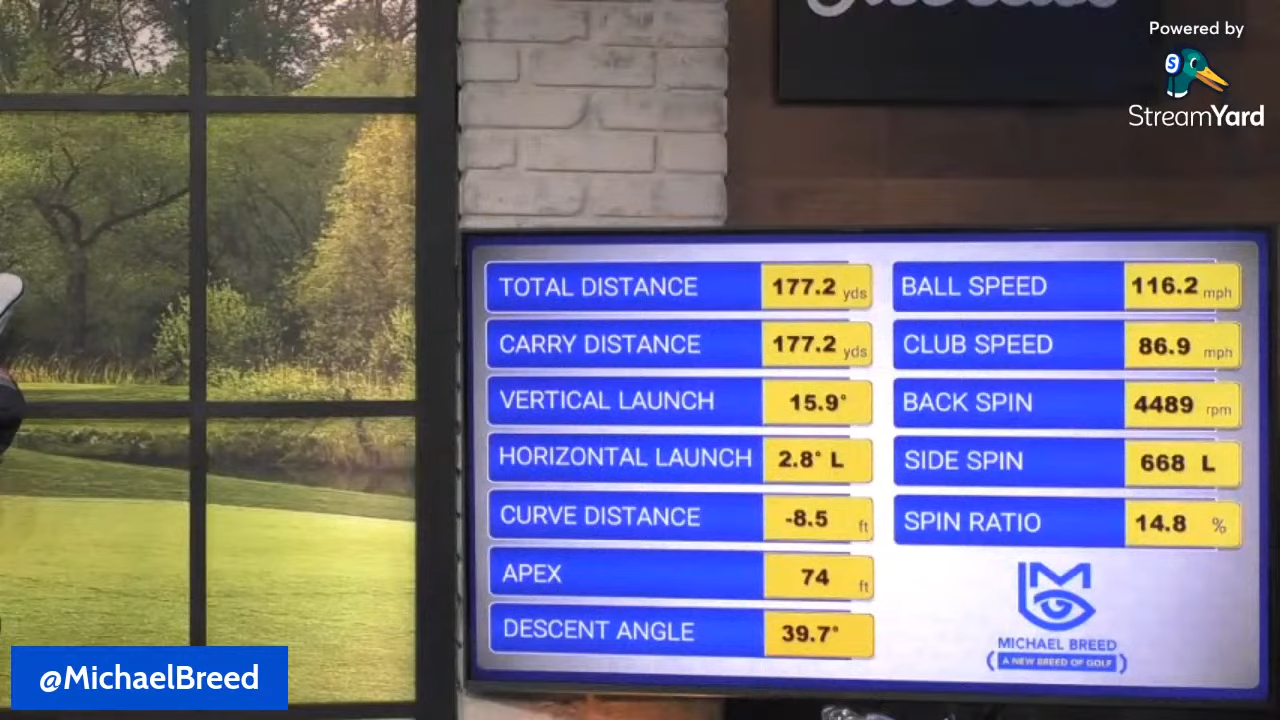 Powered by
StreamYard
TOTAL DISTANCE 177.2 yds
CARRY DISTANCE 177.2 yds
VERTICAL LAUNCH 15.9°
HORIZONTAL LAUNCH 2.8° L
CURVE DISTANCE -8.5 ft
APEX 74 ft
DESCENT ANGLE 39.7°
BALL SPEED 116.2 mph
CLUB SPEED 86.9 mph
BACK SPIN 4489 rpm
SIDE SPIN 668 L
SPIN RATIO 14.8 %
MICHAEL BREED
(A NEW BREED OF GOLF)
@MichaelBreed